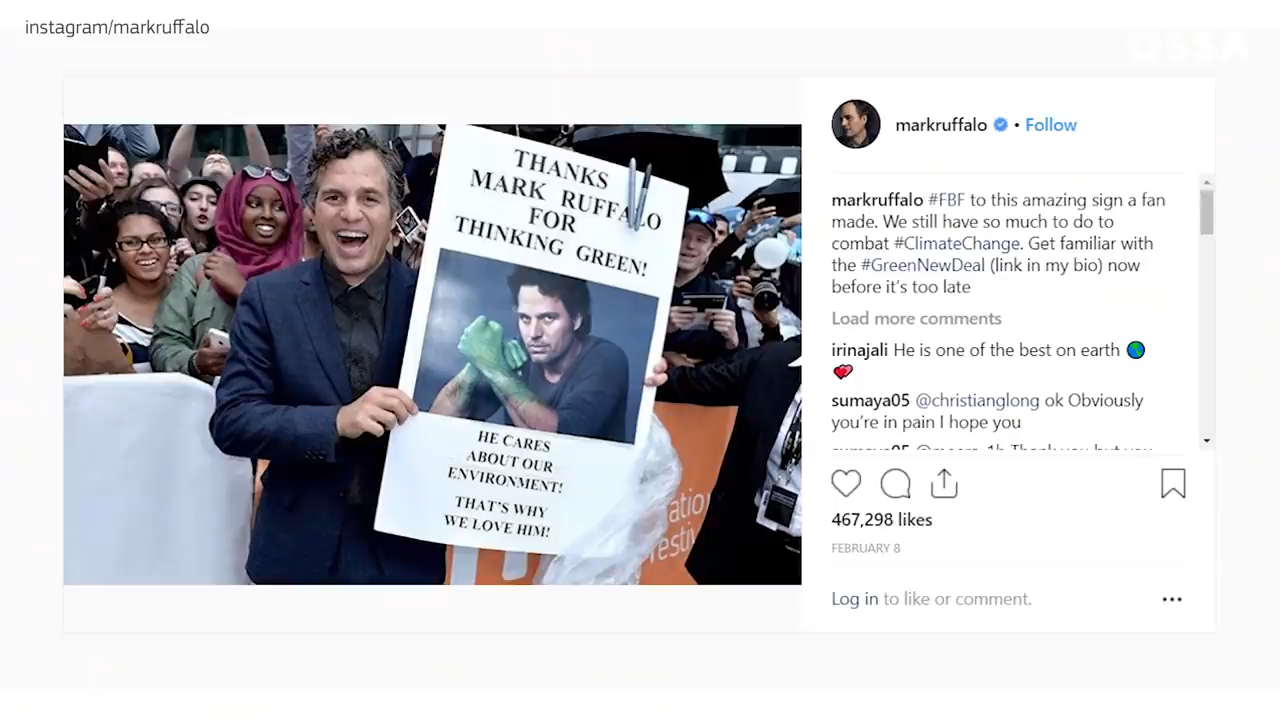 instagram/markruffalo
THANKS
MARK RUFFALO
FOR
THINKING GREEN!
HE CARES
ABOUT OUR
ENVIRONMENT!
THAT'S WHY
WE LOVE HIM!
markruffalo • Follow
markruffalo #FBF to this amazing sign a fan
made. We still have so much to do to
combat #ClimateChange. Get familiar with
the #GreenNewDeal (link in my bio) now
before it's too late
Load more comments
irinajali He is one of the best on earth 🌎
💕
sumaya05 @christianglong ok Obviously
you're in pain I hope you
467,298 likes
FEBRUARY 8
Log in to like or comment.